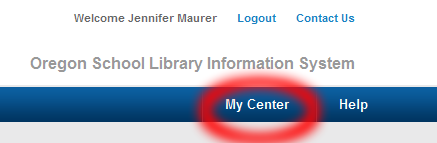 Welcome Jennifer Maurer Logout Contact Us
Oregon School Library Information System
My Center Help